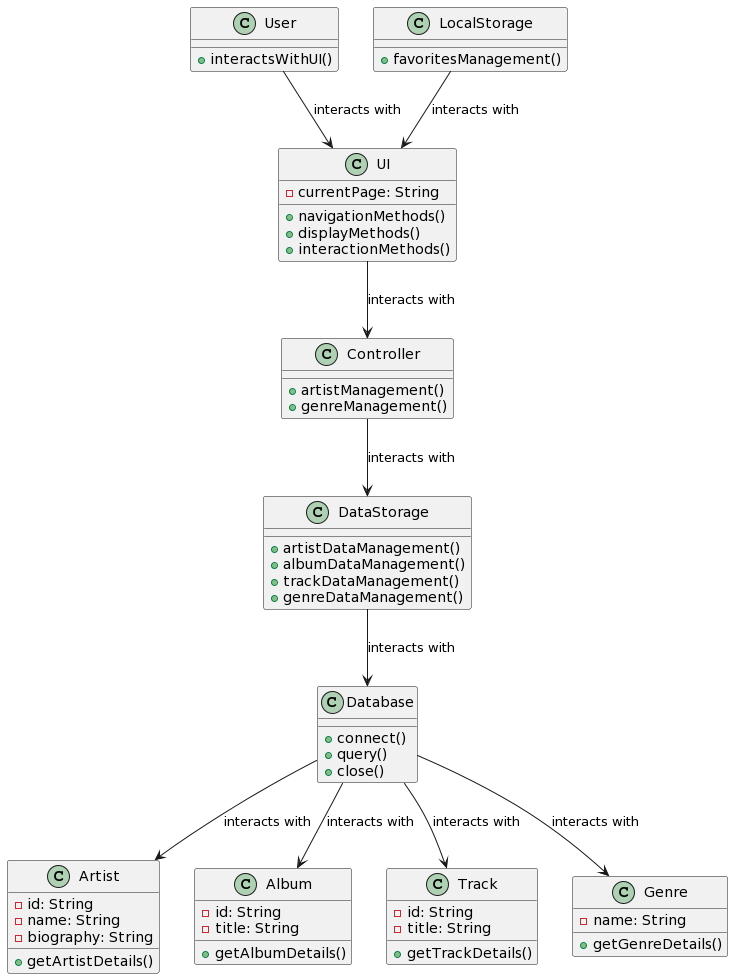 C User
interactsWithUI()
C LocalStorage
favoritesManagement()
interacts with
interacts with
C UI
currentPage: String
navigationMethods()
displayMethods()
interactionMethods()
interacts with
C Controller
artistManagement()
genreManagement()
interacts with
C DataStorage
artistDataManagement()
albumDataManagement()
trackDataManagement()
genreDataManagement()
interacts with
C Database
connect()
query()
close()
interacts with
interacts with
interacts with
interacts with
C Artist
id: String
name: String
biography: String
getArtistDetails()
C Album
id: String
title: String
getAlbumDetails()
C Track
id: String
title: String
getTrackDetails()
C Genre
name: String
getGenreDetails()